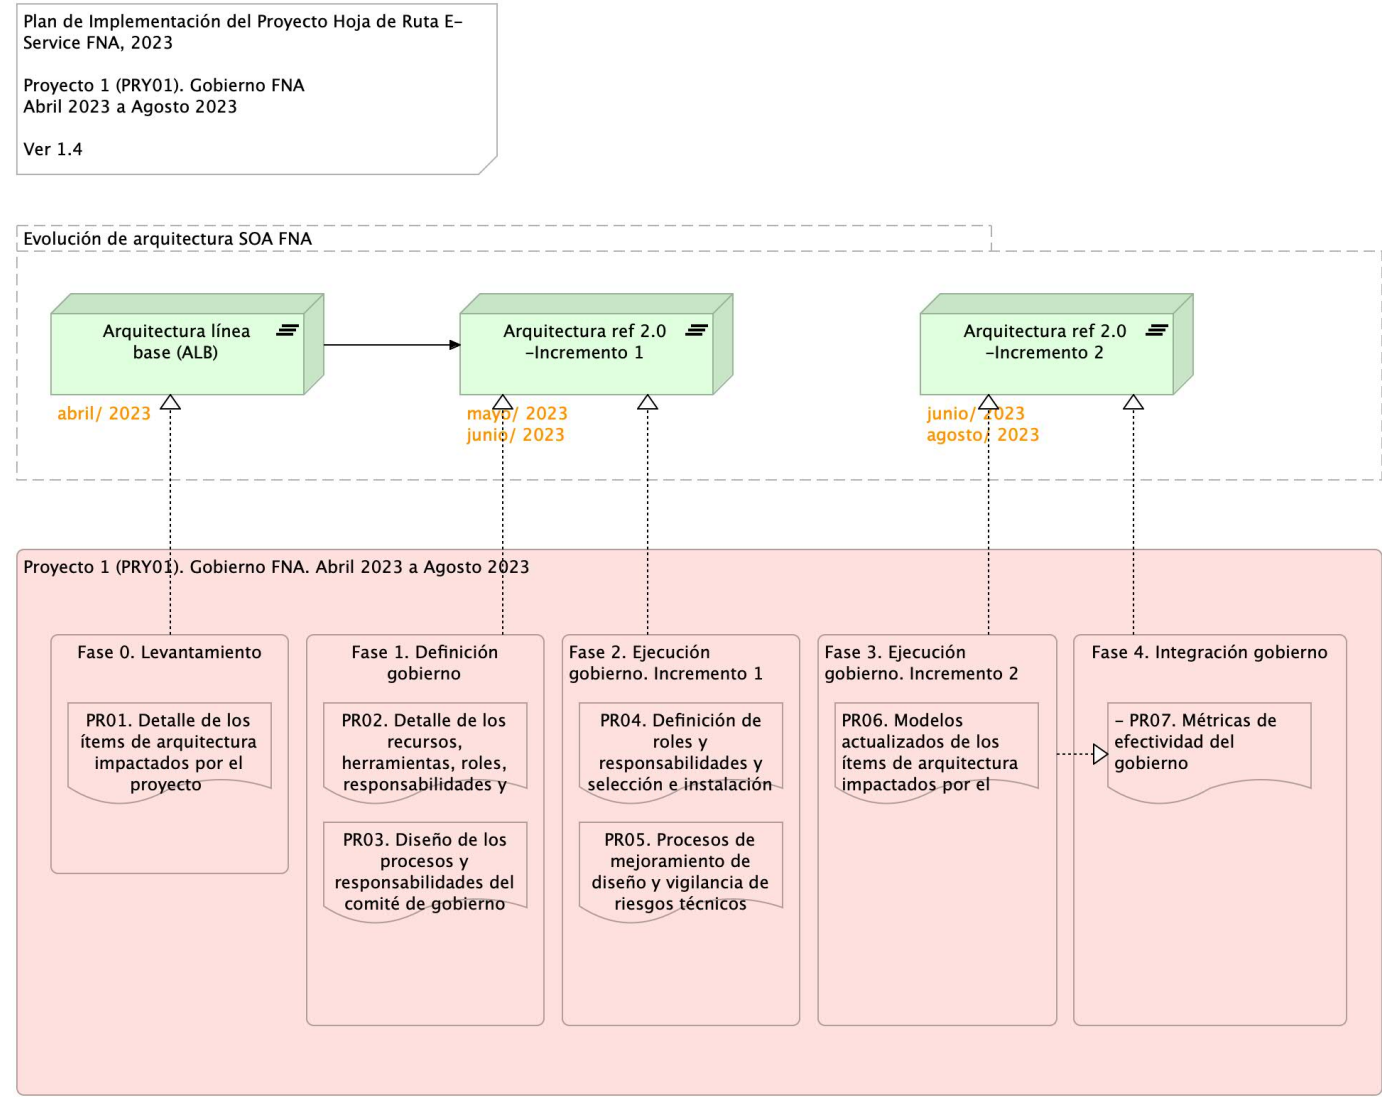 Plan de Implementación del Proyecto Hoja de Ruta E-
Service FNA, 2023
Proyecto 1 (PRY01). Gobierno FNA
Abril 2023 a Agosto 2023
Ver 1.4
Evolución de arquitectura SOA FNA
Arquitectura línea
base (ALB)
abril/ 2023
Arquitectura ref 2.0
-Incremento 1
mayo/ 2023
junio/ 2023
Arquitectura ref 2.0
-Incremento 2
junio/ 2023
agosto/ 2023
Proyecto 1 (PRY01). Gobierno FNA. Abril 2023 a Agosto 2023
Fase 0. Levantamiento
PR01. Detalle de los
ítems de arquitectura
impactados por el
proyecto
Fase 1. Definición
gobierno
PR02. Detalle de los
recursos,
herramientas, roles,
responsabilidades y
PR03. Diseño de los
procesos y
responsabilidades del
comité de gobierno
Fase 2. Ejecución
gobierno. Incremento 1
PR04. Definición de
roles y
responsabilidades y
selección e instalación
PR05. Procesos de
mejoramiento de
diseño y vigilancia de
riesgos técnicos
Fase 3. Ejecución
gobierno. Incremento 2
PR06. Modelos
actualizados de los
ítems de arquitectura
impactados por el
Fase 4. Integración gobierno
- PR07. Métricas de
efectividad del
gobierno